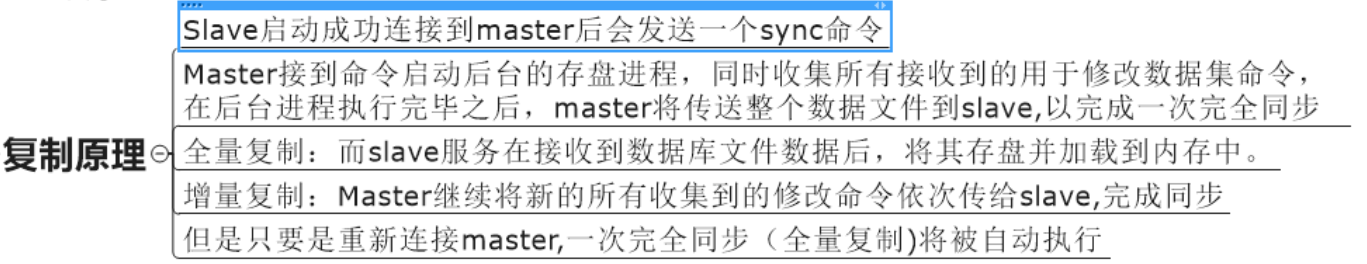 Slave启动成功连接到master后会发送一个sync命令
Master接到命令启动后台的存盘进程，同时收集所有接收到的用于修改数据集命令，
在后台进程执行完毕之后，master将传送整个数据文件到slave,以完成一次完全同步
复制原理
全量复制：而slave服务在接收到数据库文件数据后，将其存盘并加载到内存中。
增量复制：Master继续将新的所有收集到的修改命令依次传给slave,完成同步
但是只要是重新连接master,一次完全同步（全量复制)将被自动执行